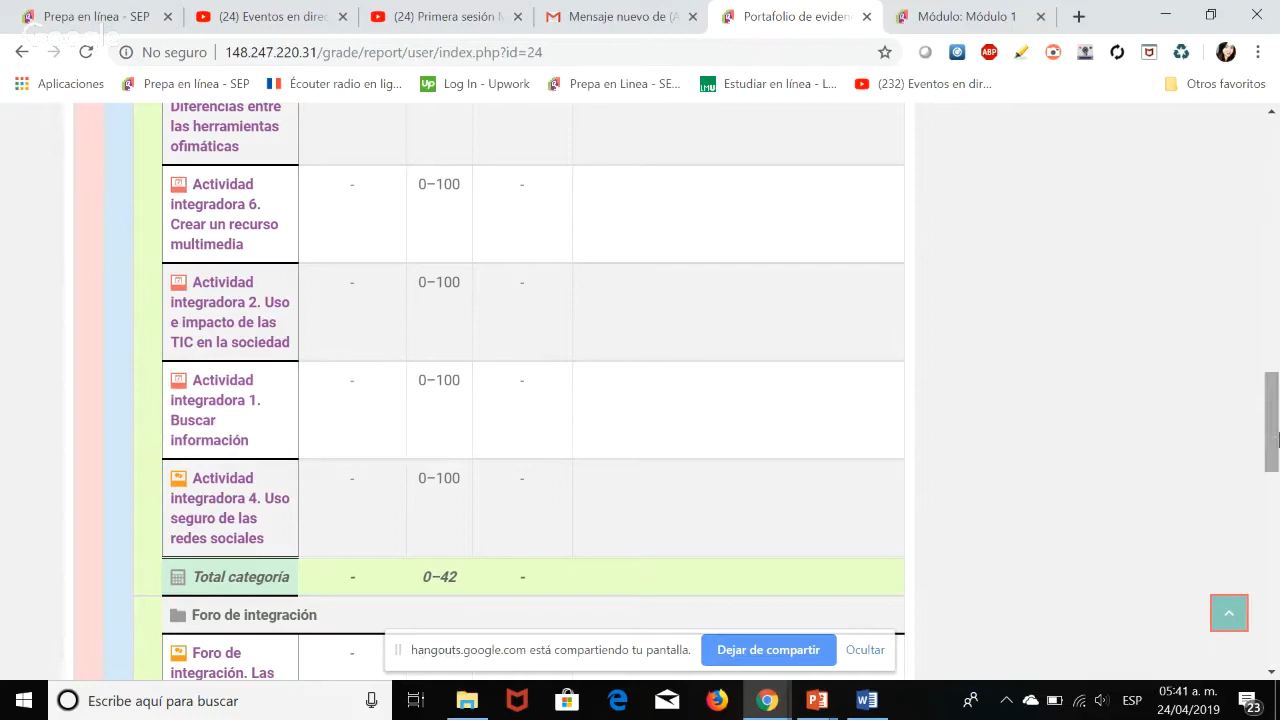 Prepa en línea - SEP
(24) Eventos en direc
(24) Primera sesión M
Mensaje nuevo de (A
Portafolio de eviden
Módulo: Módulo 1
No seguro
148.247.220.31/grade/report/user/index.php?id=24
ABP
Aplicaciones
Prepa en línea - SEP
Écouter radio en lig...
Up
Log In - Upwork
Prepa en Linea - SE...
LMU
Estudiar en línea - L...
(232) Eventos en dir...
Otros favoritos
Diferencias entre
las herramientas
ofimáticas
Actividad
integradora 6.
Crear un recurso
multimedia
-
0–100
-
Actividad
integradora 2. Uso
e impacto de las
TIC en la sociedad
-
0–100
-
Actividad
integradora 1.
Buscar
información
-
0–100
-
Actividad
integradora 4. Uso
seguro de las
redes sociales
-
0–100
-
Total categoría
-
0–42
-
Foro de integración
Foro de
integración. Las
-
hangouts.google.com está compartiendo tu pantalla.
Dejar de compartir
Ocultar
Escribe aquí para buscar
ESP
05:41 a. m.
24/04/2019
23